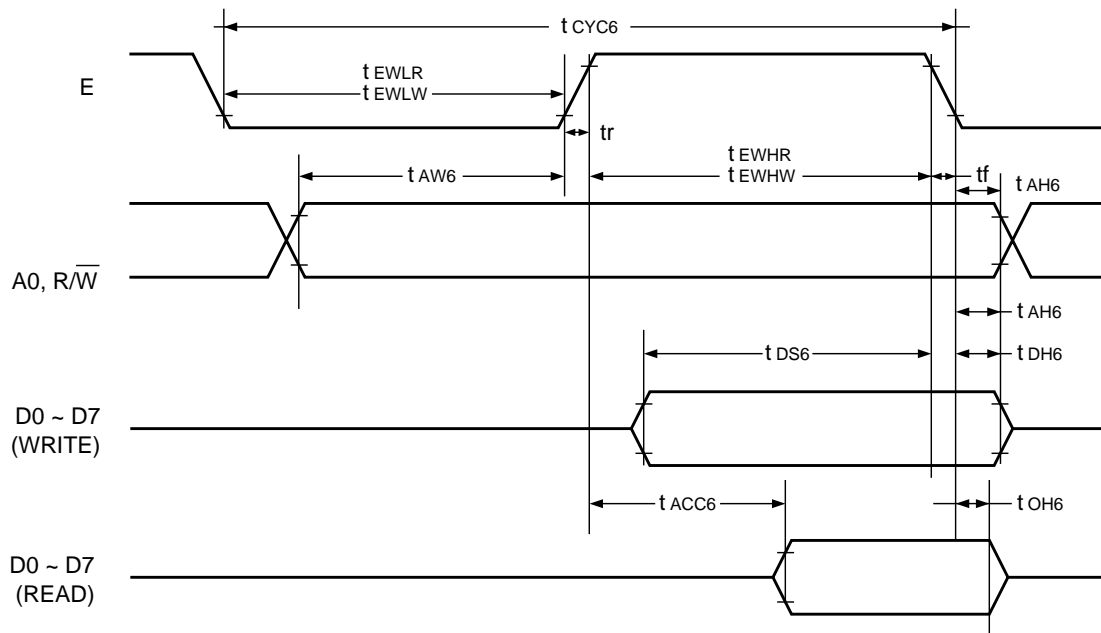 t CYC6
E
t EWLR
t EWLW
tr
t EWHR
t EWHW
tf
t AW6
t AH6
A0, R/W̅
t AH6
t DS6
t DH6
D0 ~ D7
(WRITE)
t ACC6
t OH6
D0 ~ D7
(READ)